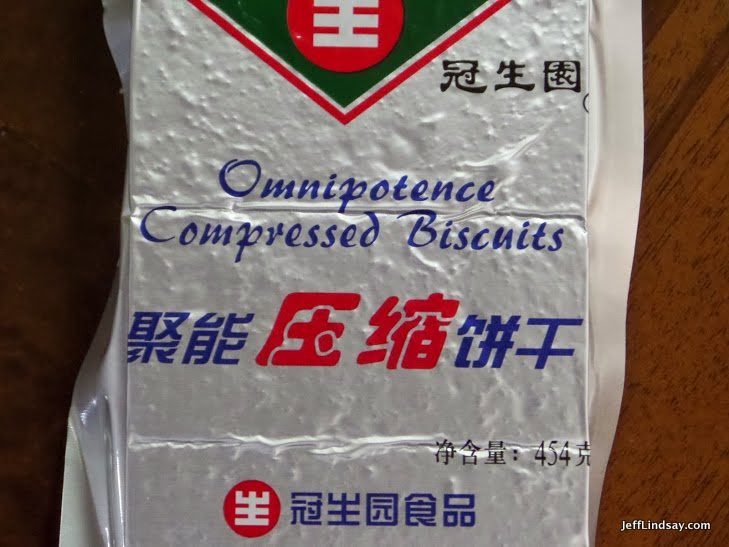 生
冠生園
Omnipotence
Compressed Biscuits
聚能压缩饼干
净含量：454克
生 冠生园食品
JeffLindsay.com